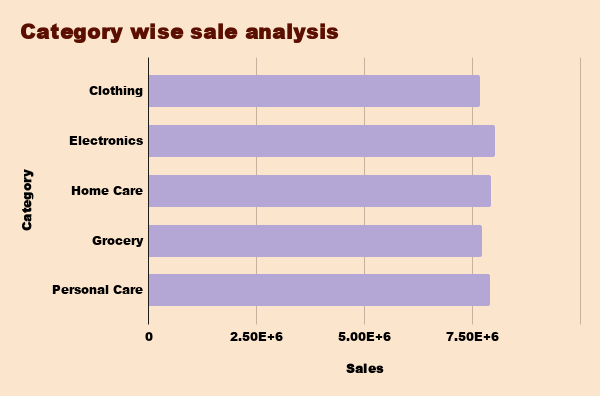 Category wise sale analysis
Category
Clothing
Electronics
Home Care
Grocery
Personal Care
0 2.50E+6 5.00E+6 7.50E+6
Sales